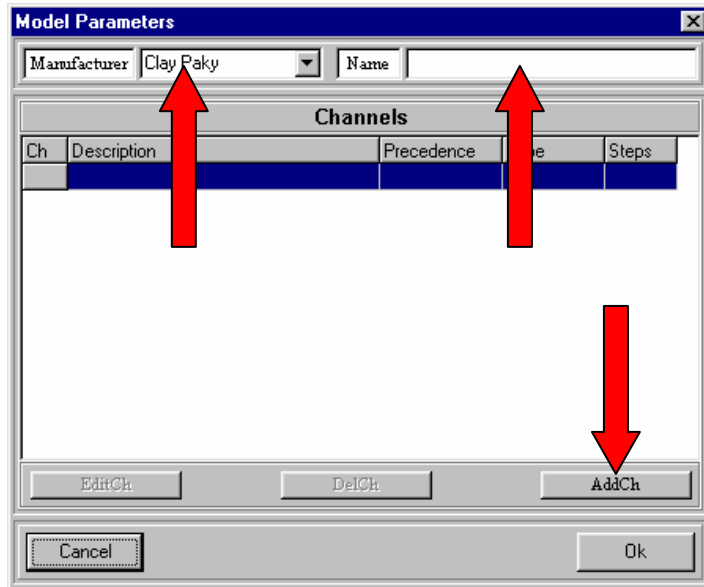 Model Parameters
Manufacturer Clay Paky Name
Channels
Ch Description Precedence Steps
EditCh DelCh AddCh
Cancel Ok